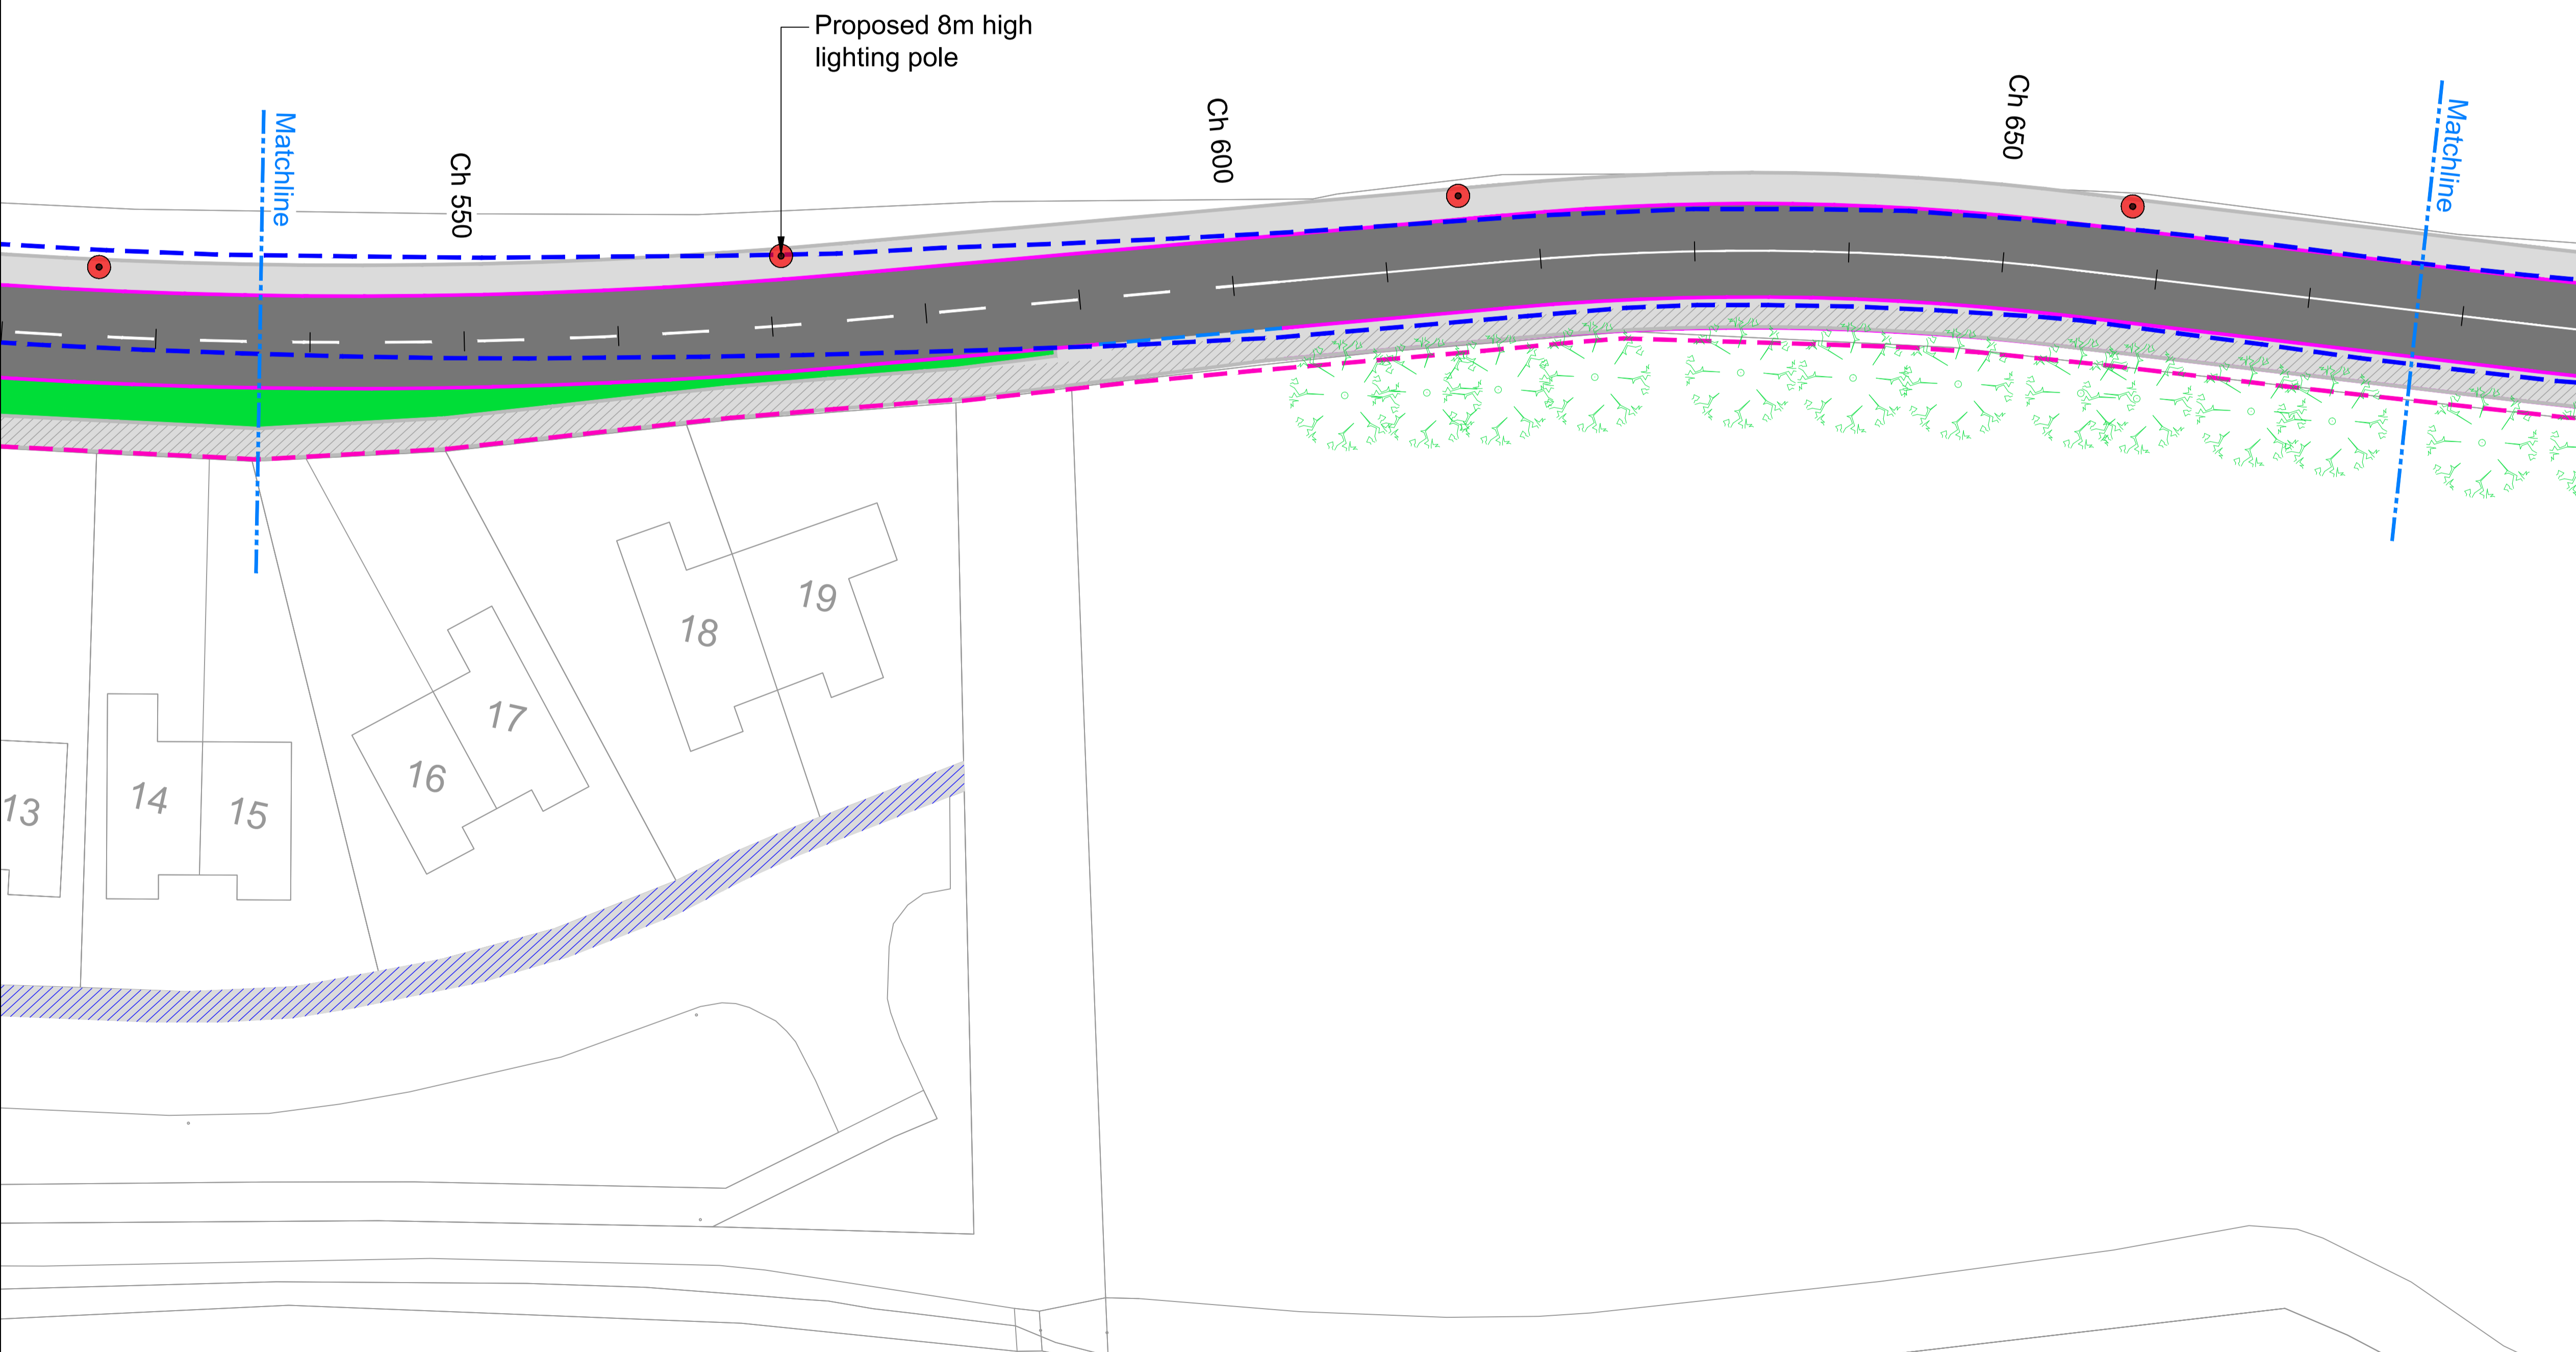 Proposed 8m high
lighting pole
Matchline
Ch 550
Ch 600
Ch 650
Matchline
13
14
15
16
17
18
19